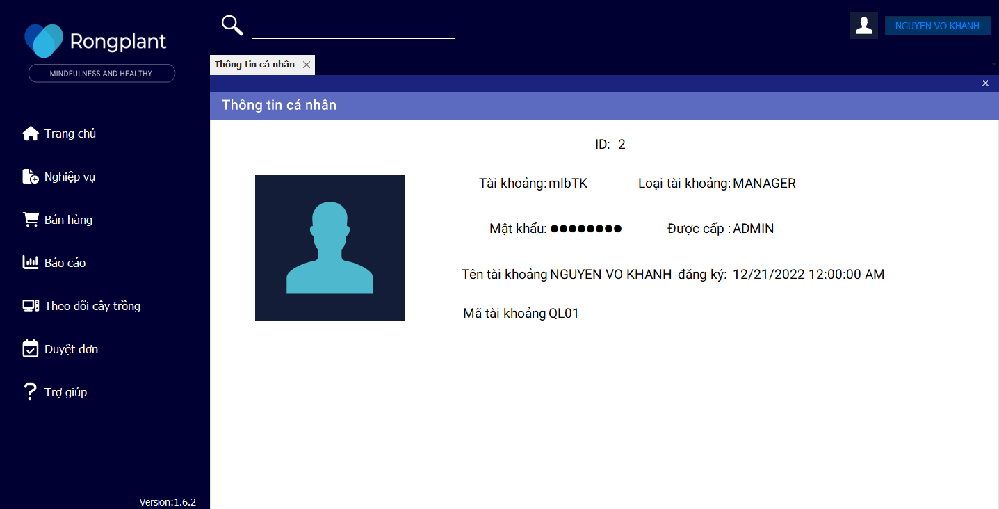 Rongplant
MINDFULNESS AND HEALTHY
NGUYEN VO KHANH
Thông tin cá nhân
Thông tin cá nhân
Trang chủ
Nghiệp vụ
Bán hàng
Báo cáo
Theo dõi cây trồng
Duyệt đơn
Trợ giúp
Version:1.6.2
ID: 2
Tài khoảng: mlbTK Loại tài khoảng: MANAGER
Mật khẩu: ●●●●●●●● Được cấp : ADMIN
Tên tài khoảng NGUYEN VO KHANH đăng ký: 12/21/2022 12:00:00 AM
Mã tài khoảng QL01